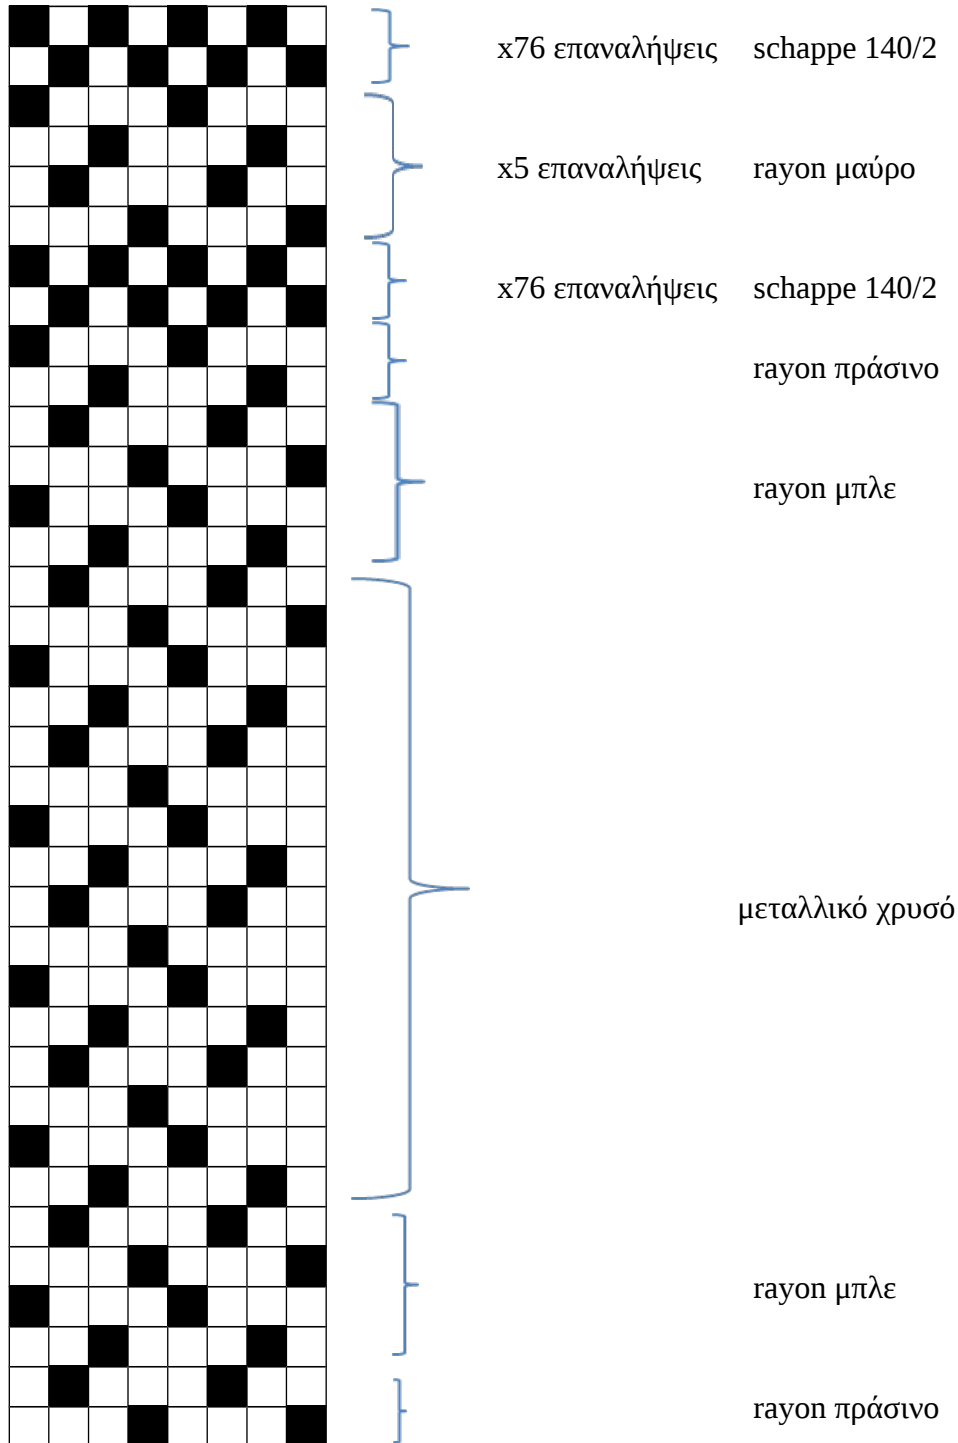 x76 επαναλήψεις schappe 140/2
x5 επαναλήψεις rayon μαύρο
x76 επαναλήψεις schappe 140/2
rayon πράσινο
rayon μπλε
μεταλλικό χρυσό
rayon μπλε
rayon πράσινο